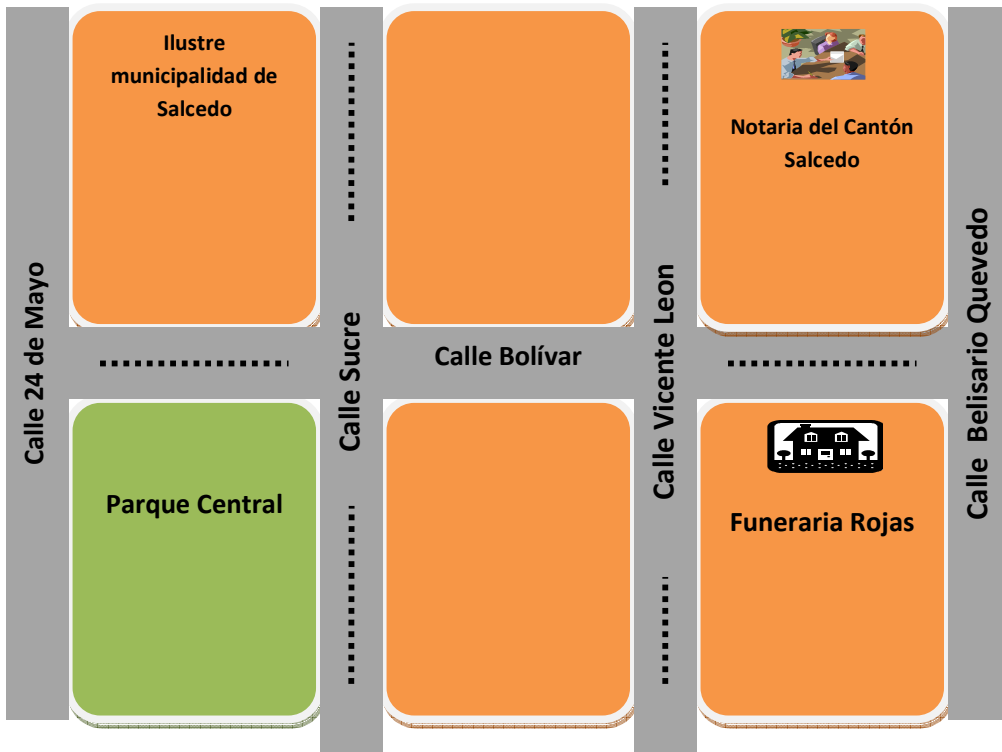 Ilustre
municipalidad de
Salcedo
Notaria del Cantón
Salcedo
Calle 24 de Mayo
Calle Sucre
Calle Bolívar
Calle Vicente Leon
Calle Belisario Quevedo
Parque Central
Funeraria Rojas